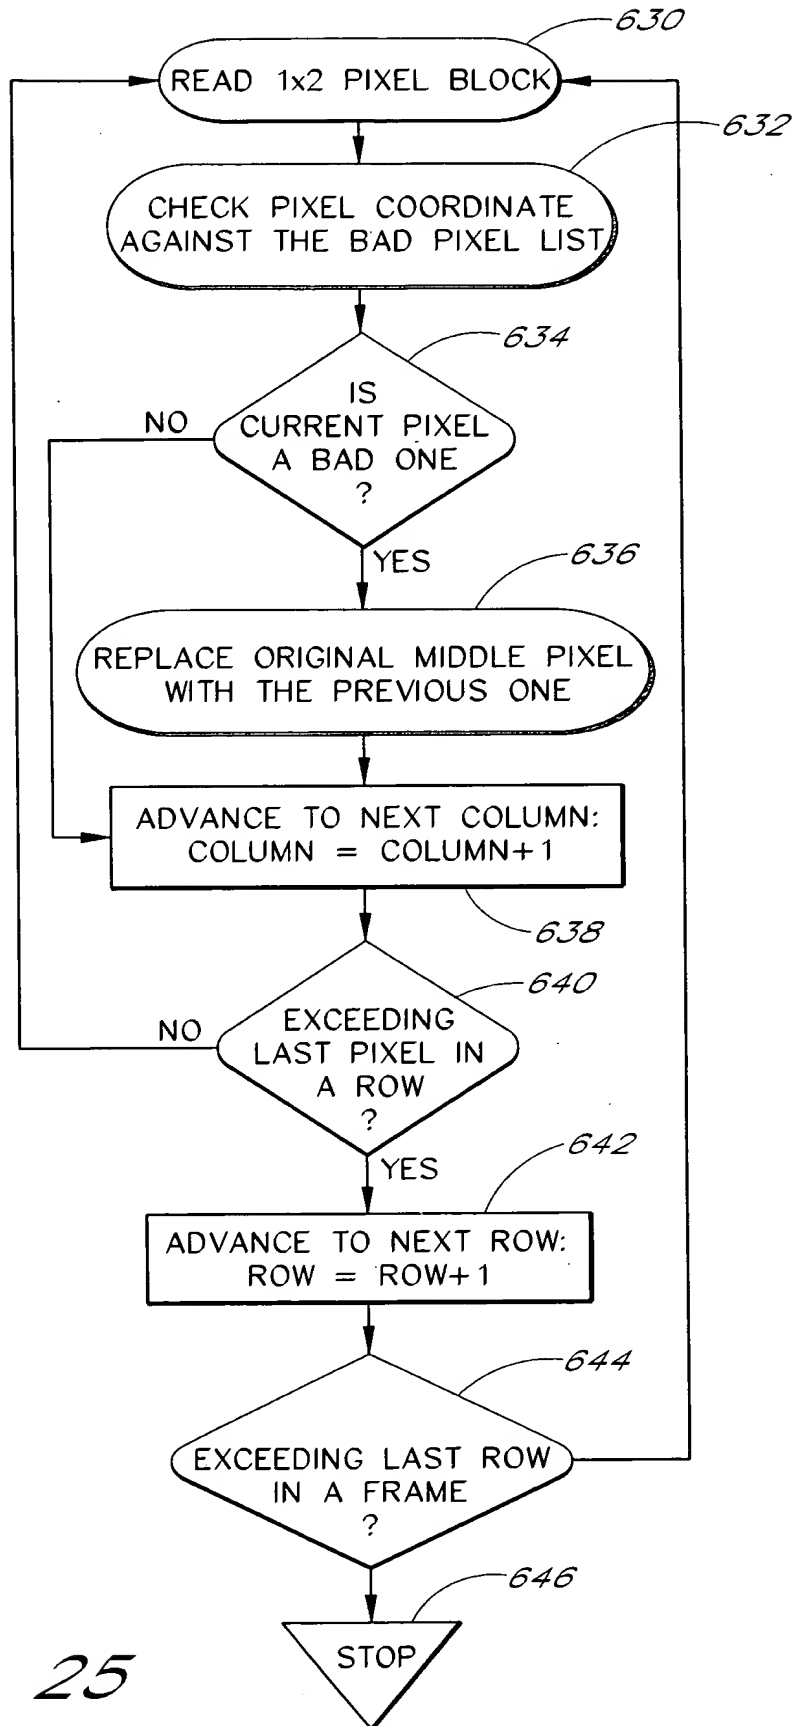 630
READ 1x2 PIXEL BLOCK
632
CHECK PIXEL COORDINATE
AGAINST THE BAD PIXEL LIST
634
IS
CURRENT PIXEL
A BAD ONE
?
NO
YES
636
REPLACE ORIGINAL MIDDLE PIXEL
WITH THE PREVIOUS ONE
ADVANCE TO NEXT COLUMN:
COLUMN = COLUMN+1
638
640
EXCEEDING
LAST PIXEL IN
A ROW
?
NO
YES
642
ADVANCE TO NEXT ROW:
ROW = ROW+1
644
EXCEEDING LAST ROW
IN A FRAME
?
646
STOP
25